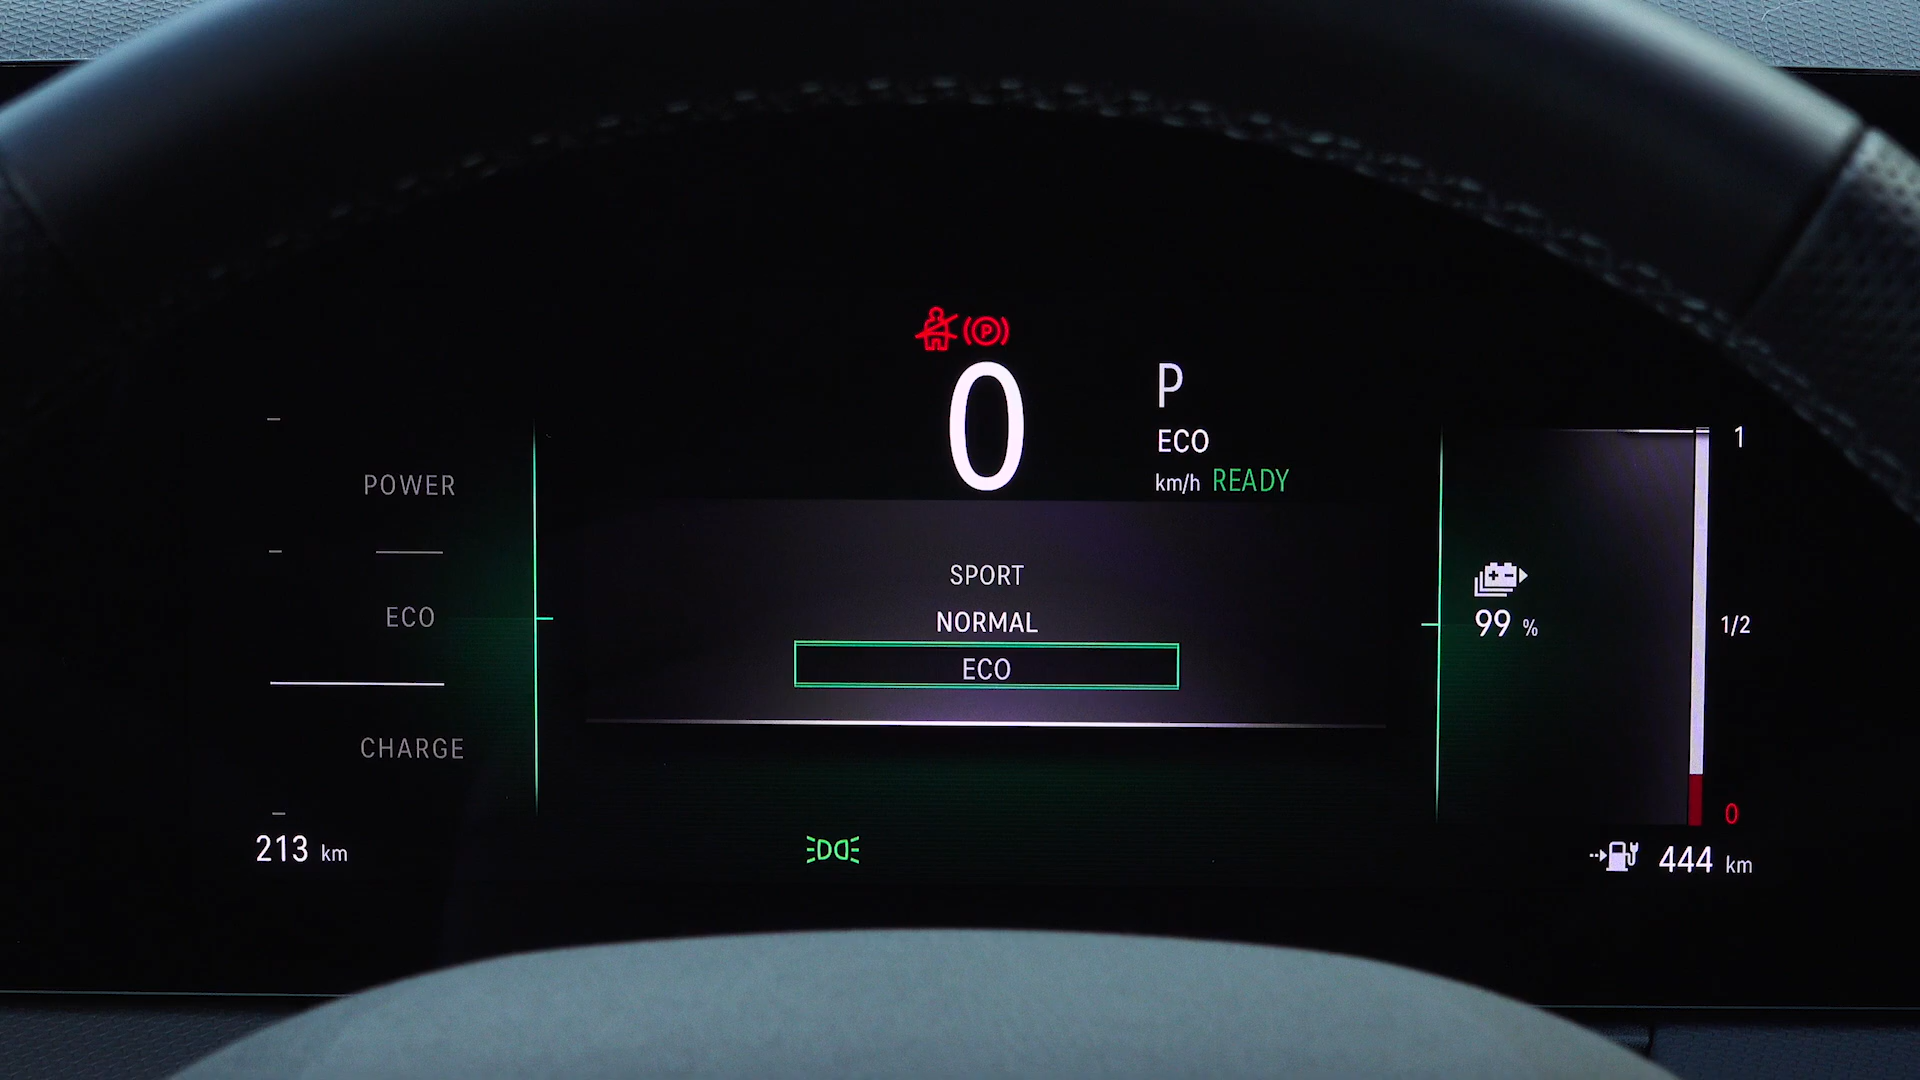 P
0
P
ECO
km/h READY
POWER
ECO
CHARGE
213 km
SPORT
NORMAL
ECO
99 %
1
1/2
0
444 km